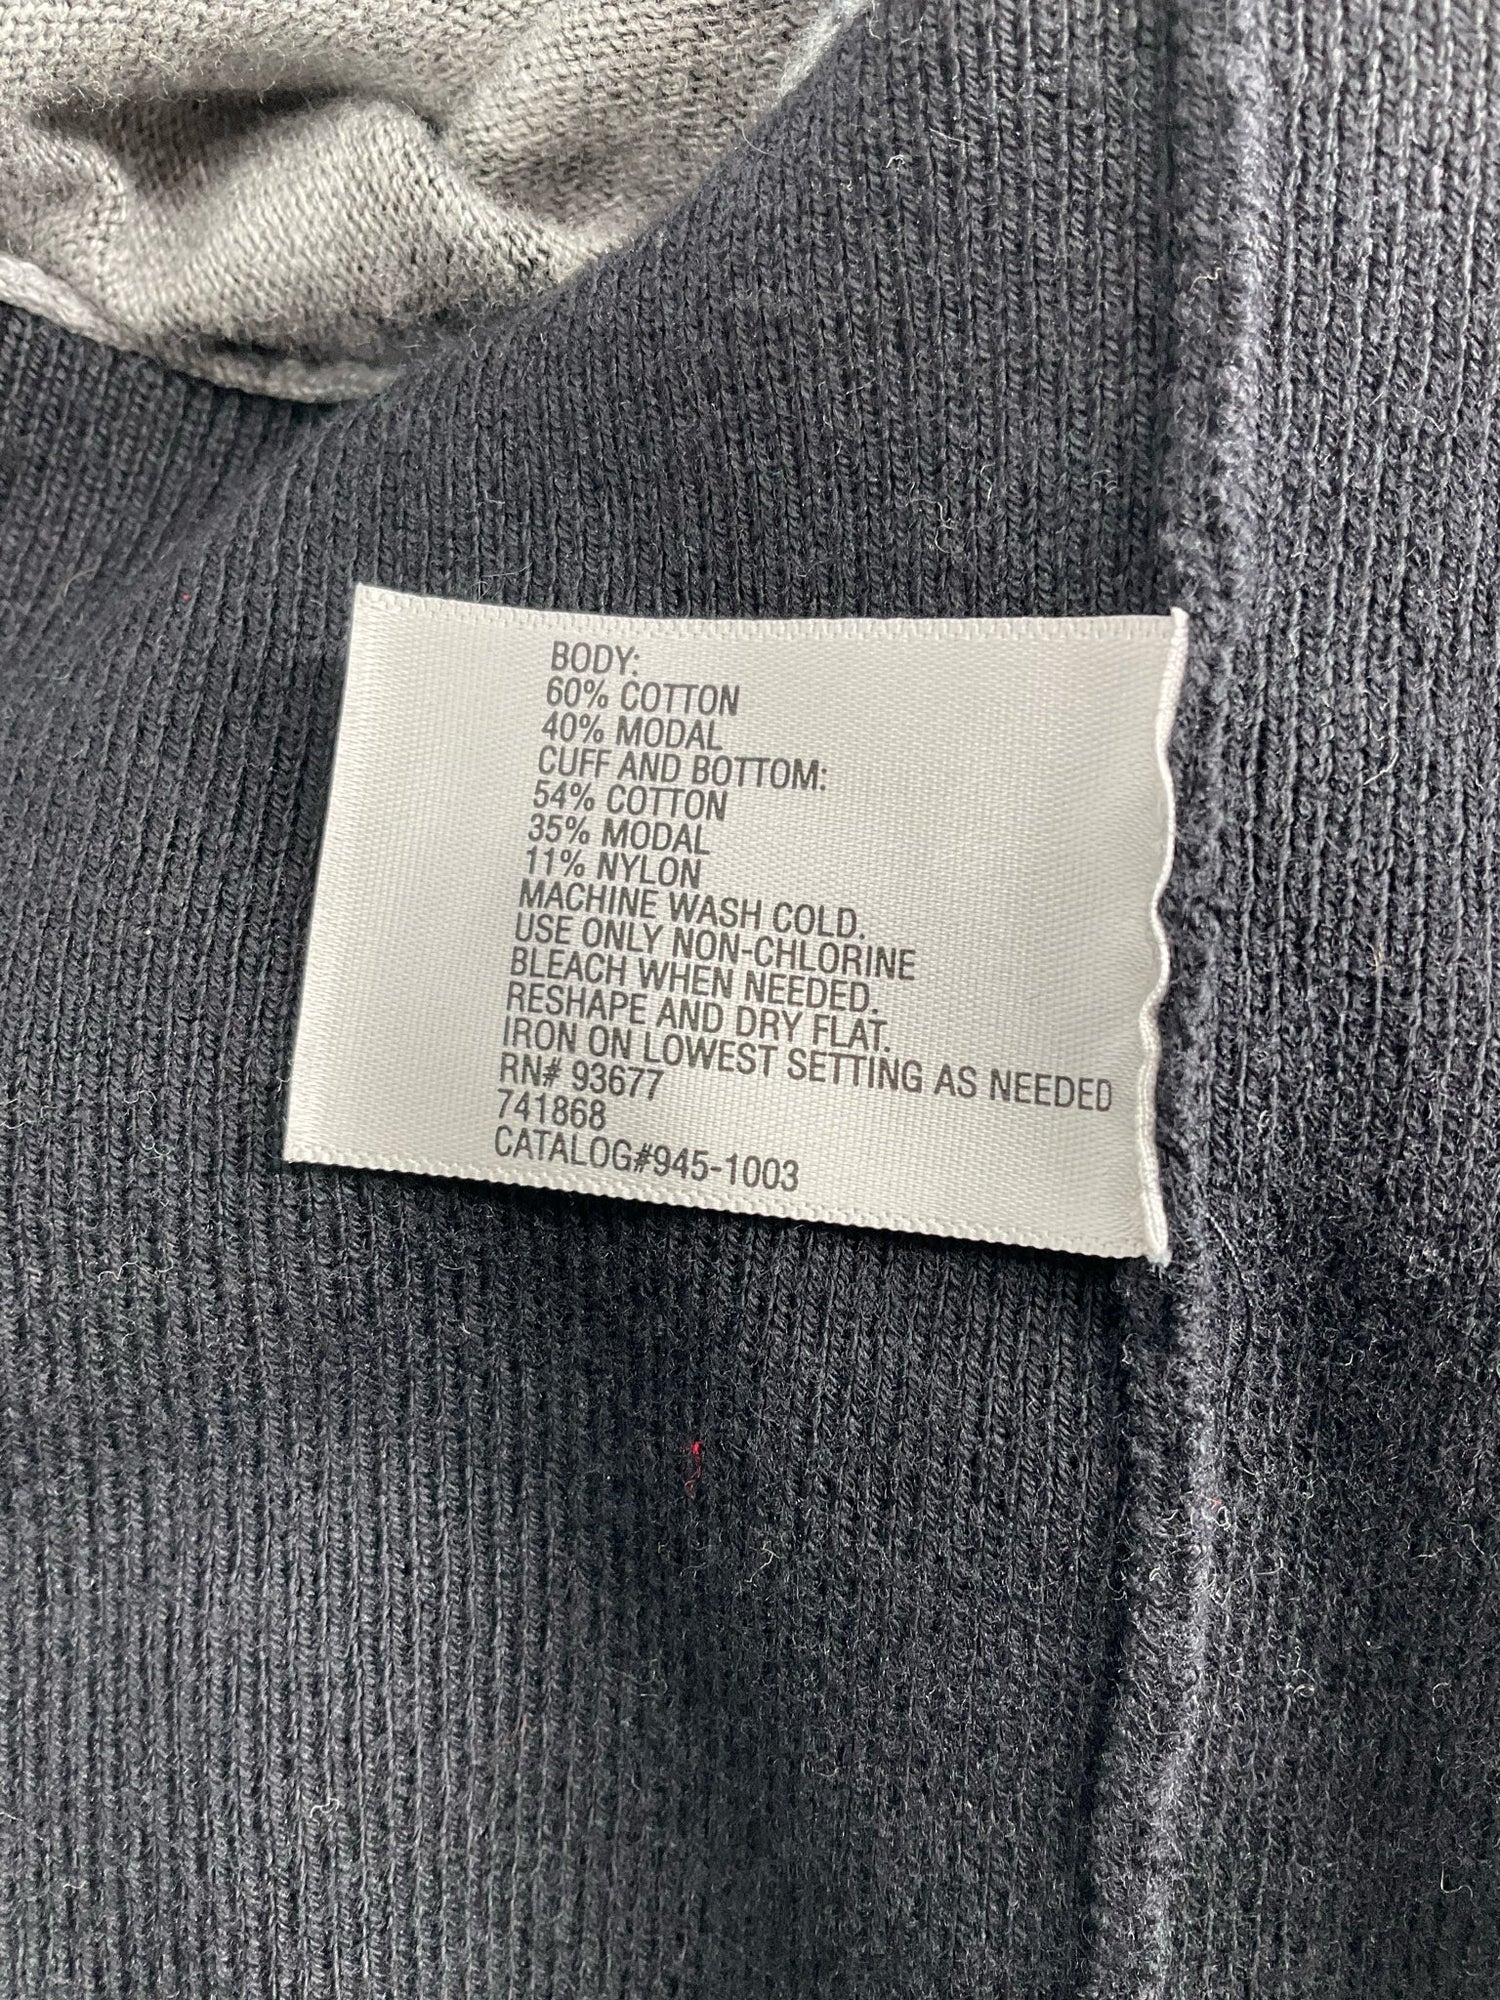 BODY:
60% COTTON
40% MODAL
CUFF AND BOTTOM:
54% COTTON
35% MODAL
11% NYLON
MACHINE WASH COLD.
USE ONLY NON-CHLORINE
BLEACH WHEN NEEDED.
RESHAPE AND DRY FLAT.
IRON ON LOWEST SETTING AS NEEDED
RN# 93677
741868
CATALOG#945-1003